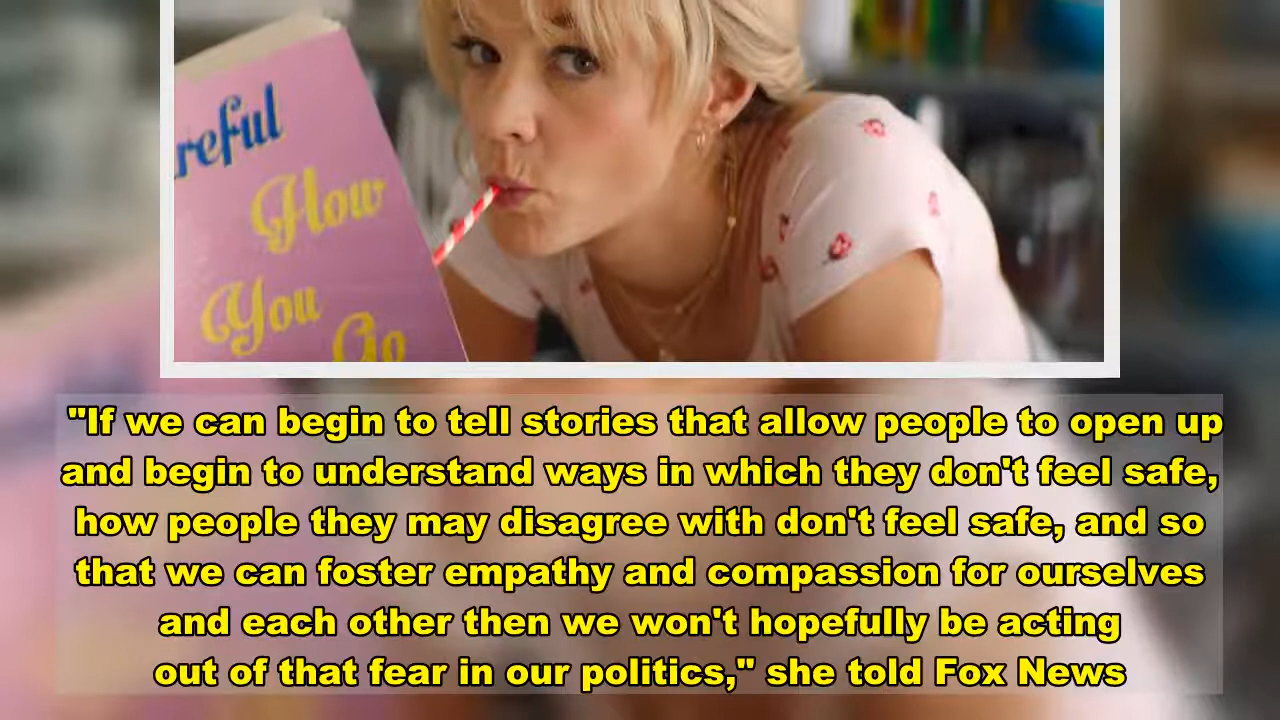 reful
How
You
Go
"If we can begin to tell stories that allow people to open up
and begin to understand ways in which they don't feel safe,
how people they may disagree with don't feel safe, and so
that we can foster empathy and compassion for ourselves
and each other then we won't hopefully be acting
out of that fear in our politics," she told Fox News